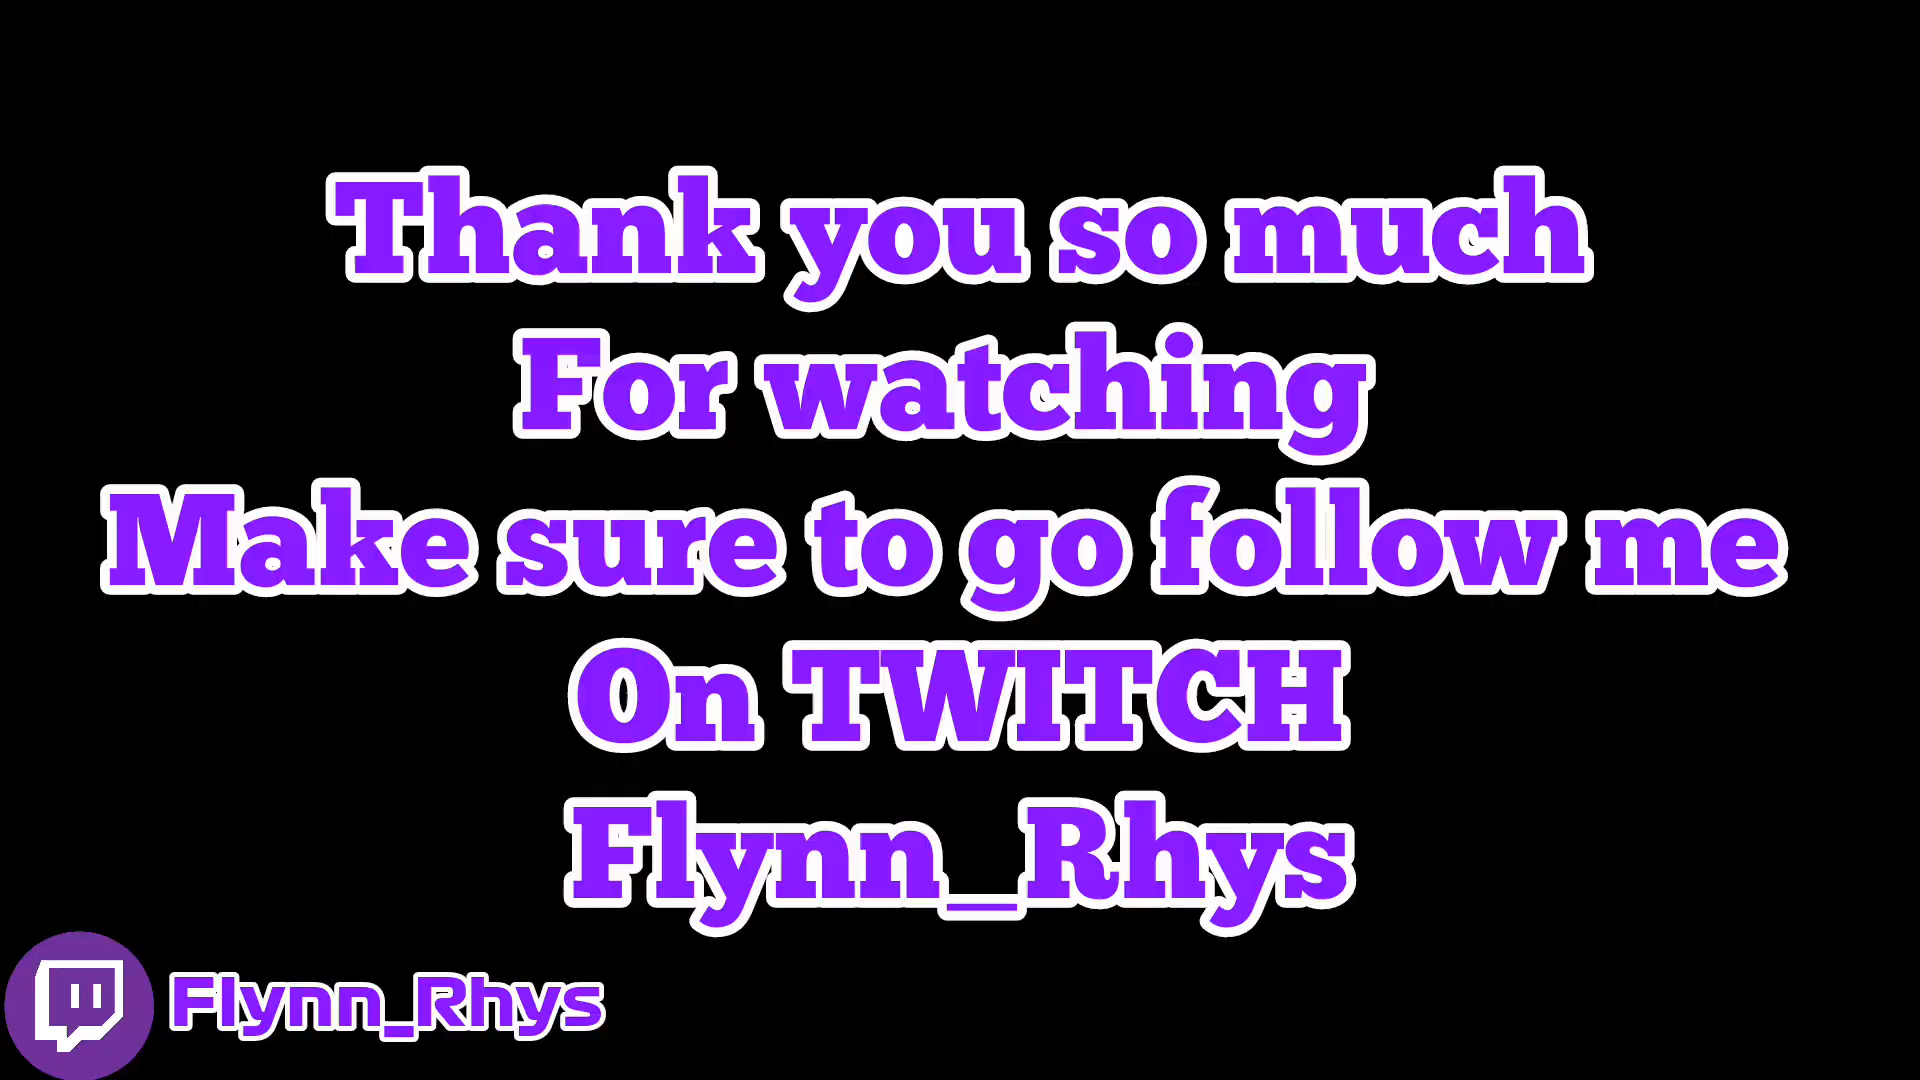 Thank you so much
For watching
Make sure to go follow me
On TWITCH
Flynn_Rhys
Flynn_Rhys